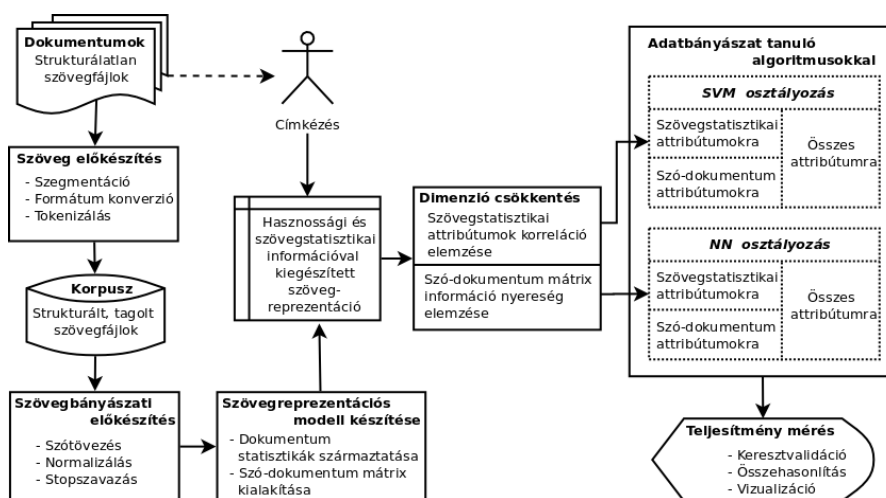 Dokumentumok
Strukturálatlan
szövegfájlok
Címkézés
Szöveg előkészítés
- Szegmentáció
- Formátum konverzió
- Tokenizálás
Korpusz
Strukturált, tagolt
szövegfájlok
Szövegbányászati
előkészítés
- Szótövezés
- Normalizálás
- Stopszavazás
Szövegreprezentációs
modell készítése
- Dokumentum
statisztikák származtatása
- Szó-dokumentum mátrix
kialakítása
Hasznossági és
szövegstatisztikai
információval
kiegészített
szöveg-
reprezentáció
Dimenzió csökkentés
Szövegstatisztikai
attribútumok korreláció
elemzése
Szó-dokumentum mátrix
információ nyereség
elemzése
Adatbányászat tanuló
algoritmusokkal
SVM osztályozás
Szövegstatisztikai
attribútumokra
Szó-dokumentum
attribútumokra
Összes
attribútumra
NN osztályozás
Szövegstatisztikai
attribútumokra
Szó-dokumentum
attribútumokra
Összes
attribútumra
Teljesítmény mérés
- Keresztvalidáció
- Összehasonlítás
- Vizualizáció